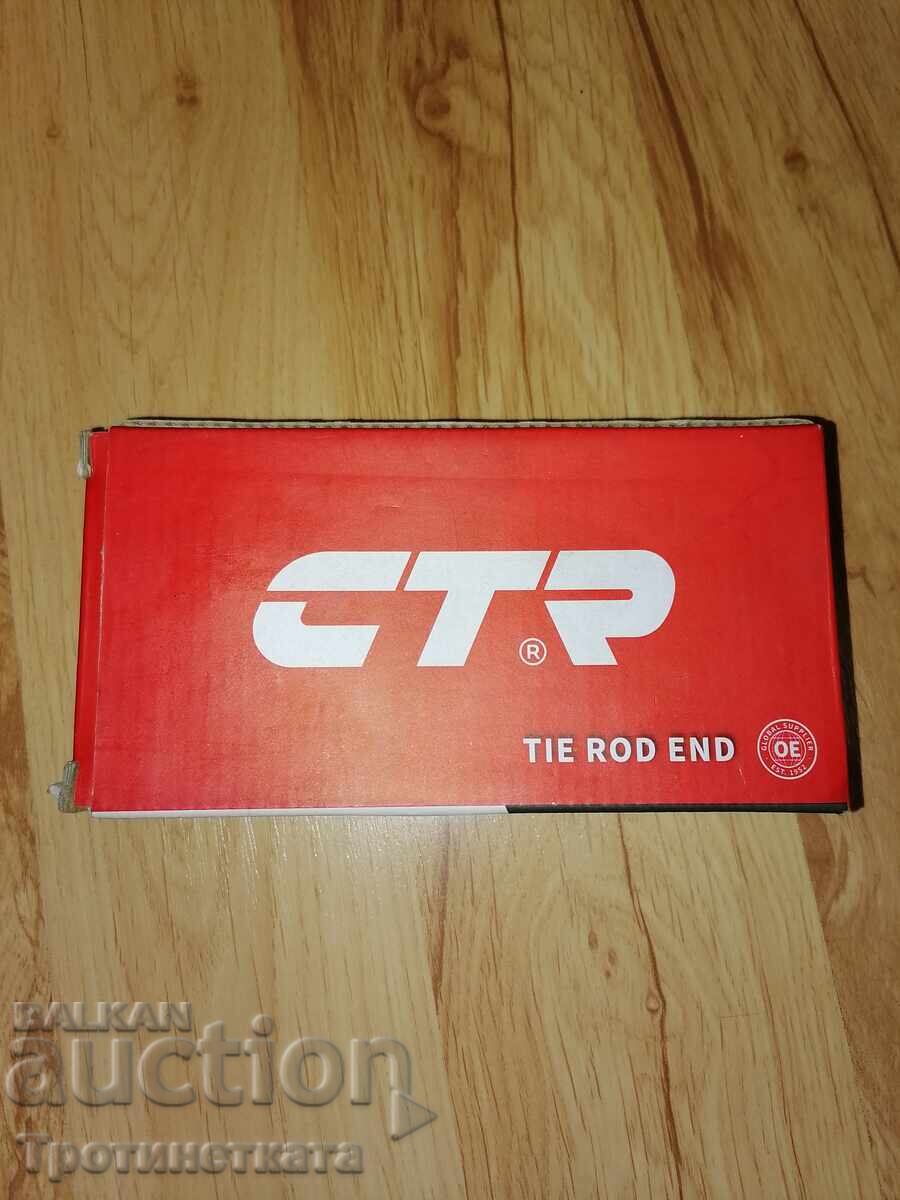 CTR
®
TIE ROD END
GLOBAL SUPPLIER
OE
EST. 1952
BALKAN
auction
Тротинетката